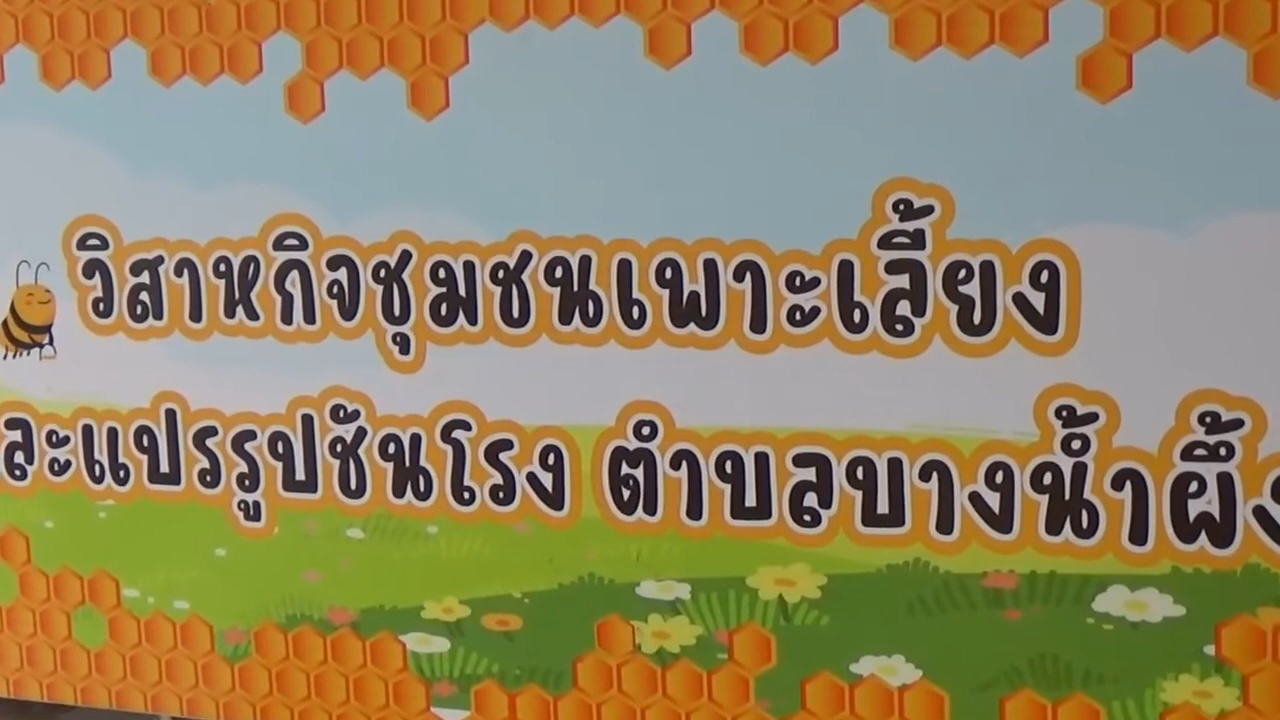 วิสาหกิจชุมชนเพาะเลี้ยง
ละแปรรูปชันโรง ตำบลบางน้ำผึ้ง